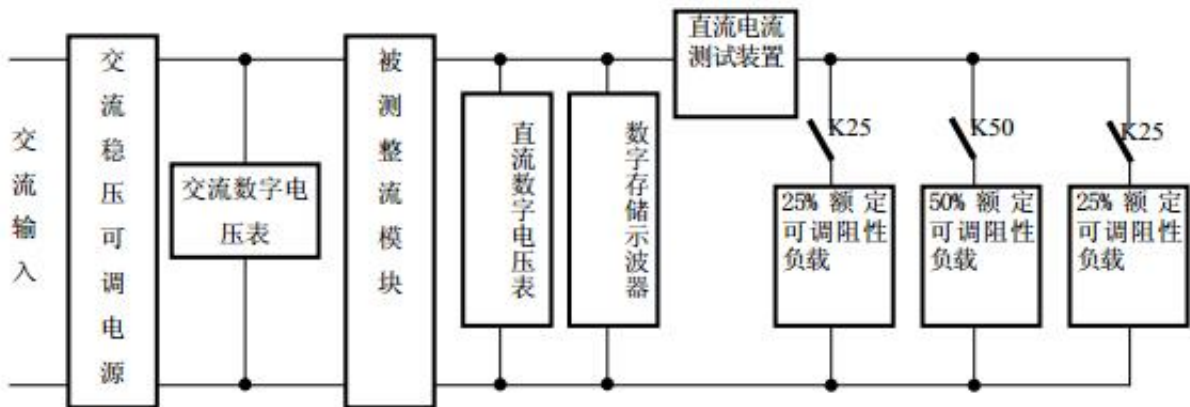 交流输入
交流稳压可调电源
交流数字电
压表
被测整流模块
直流数字电压表
数字存储示波器
直流电流
测试装置
K25
K50
K25
25% 额 定
可调阻性
负载
50% 额 定
可调阻性
负载
25% 额 定
可调阻性
负载